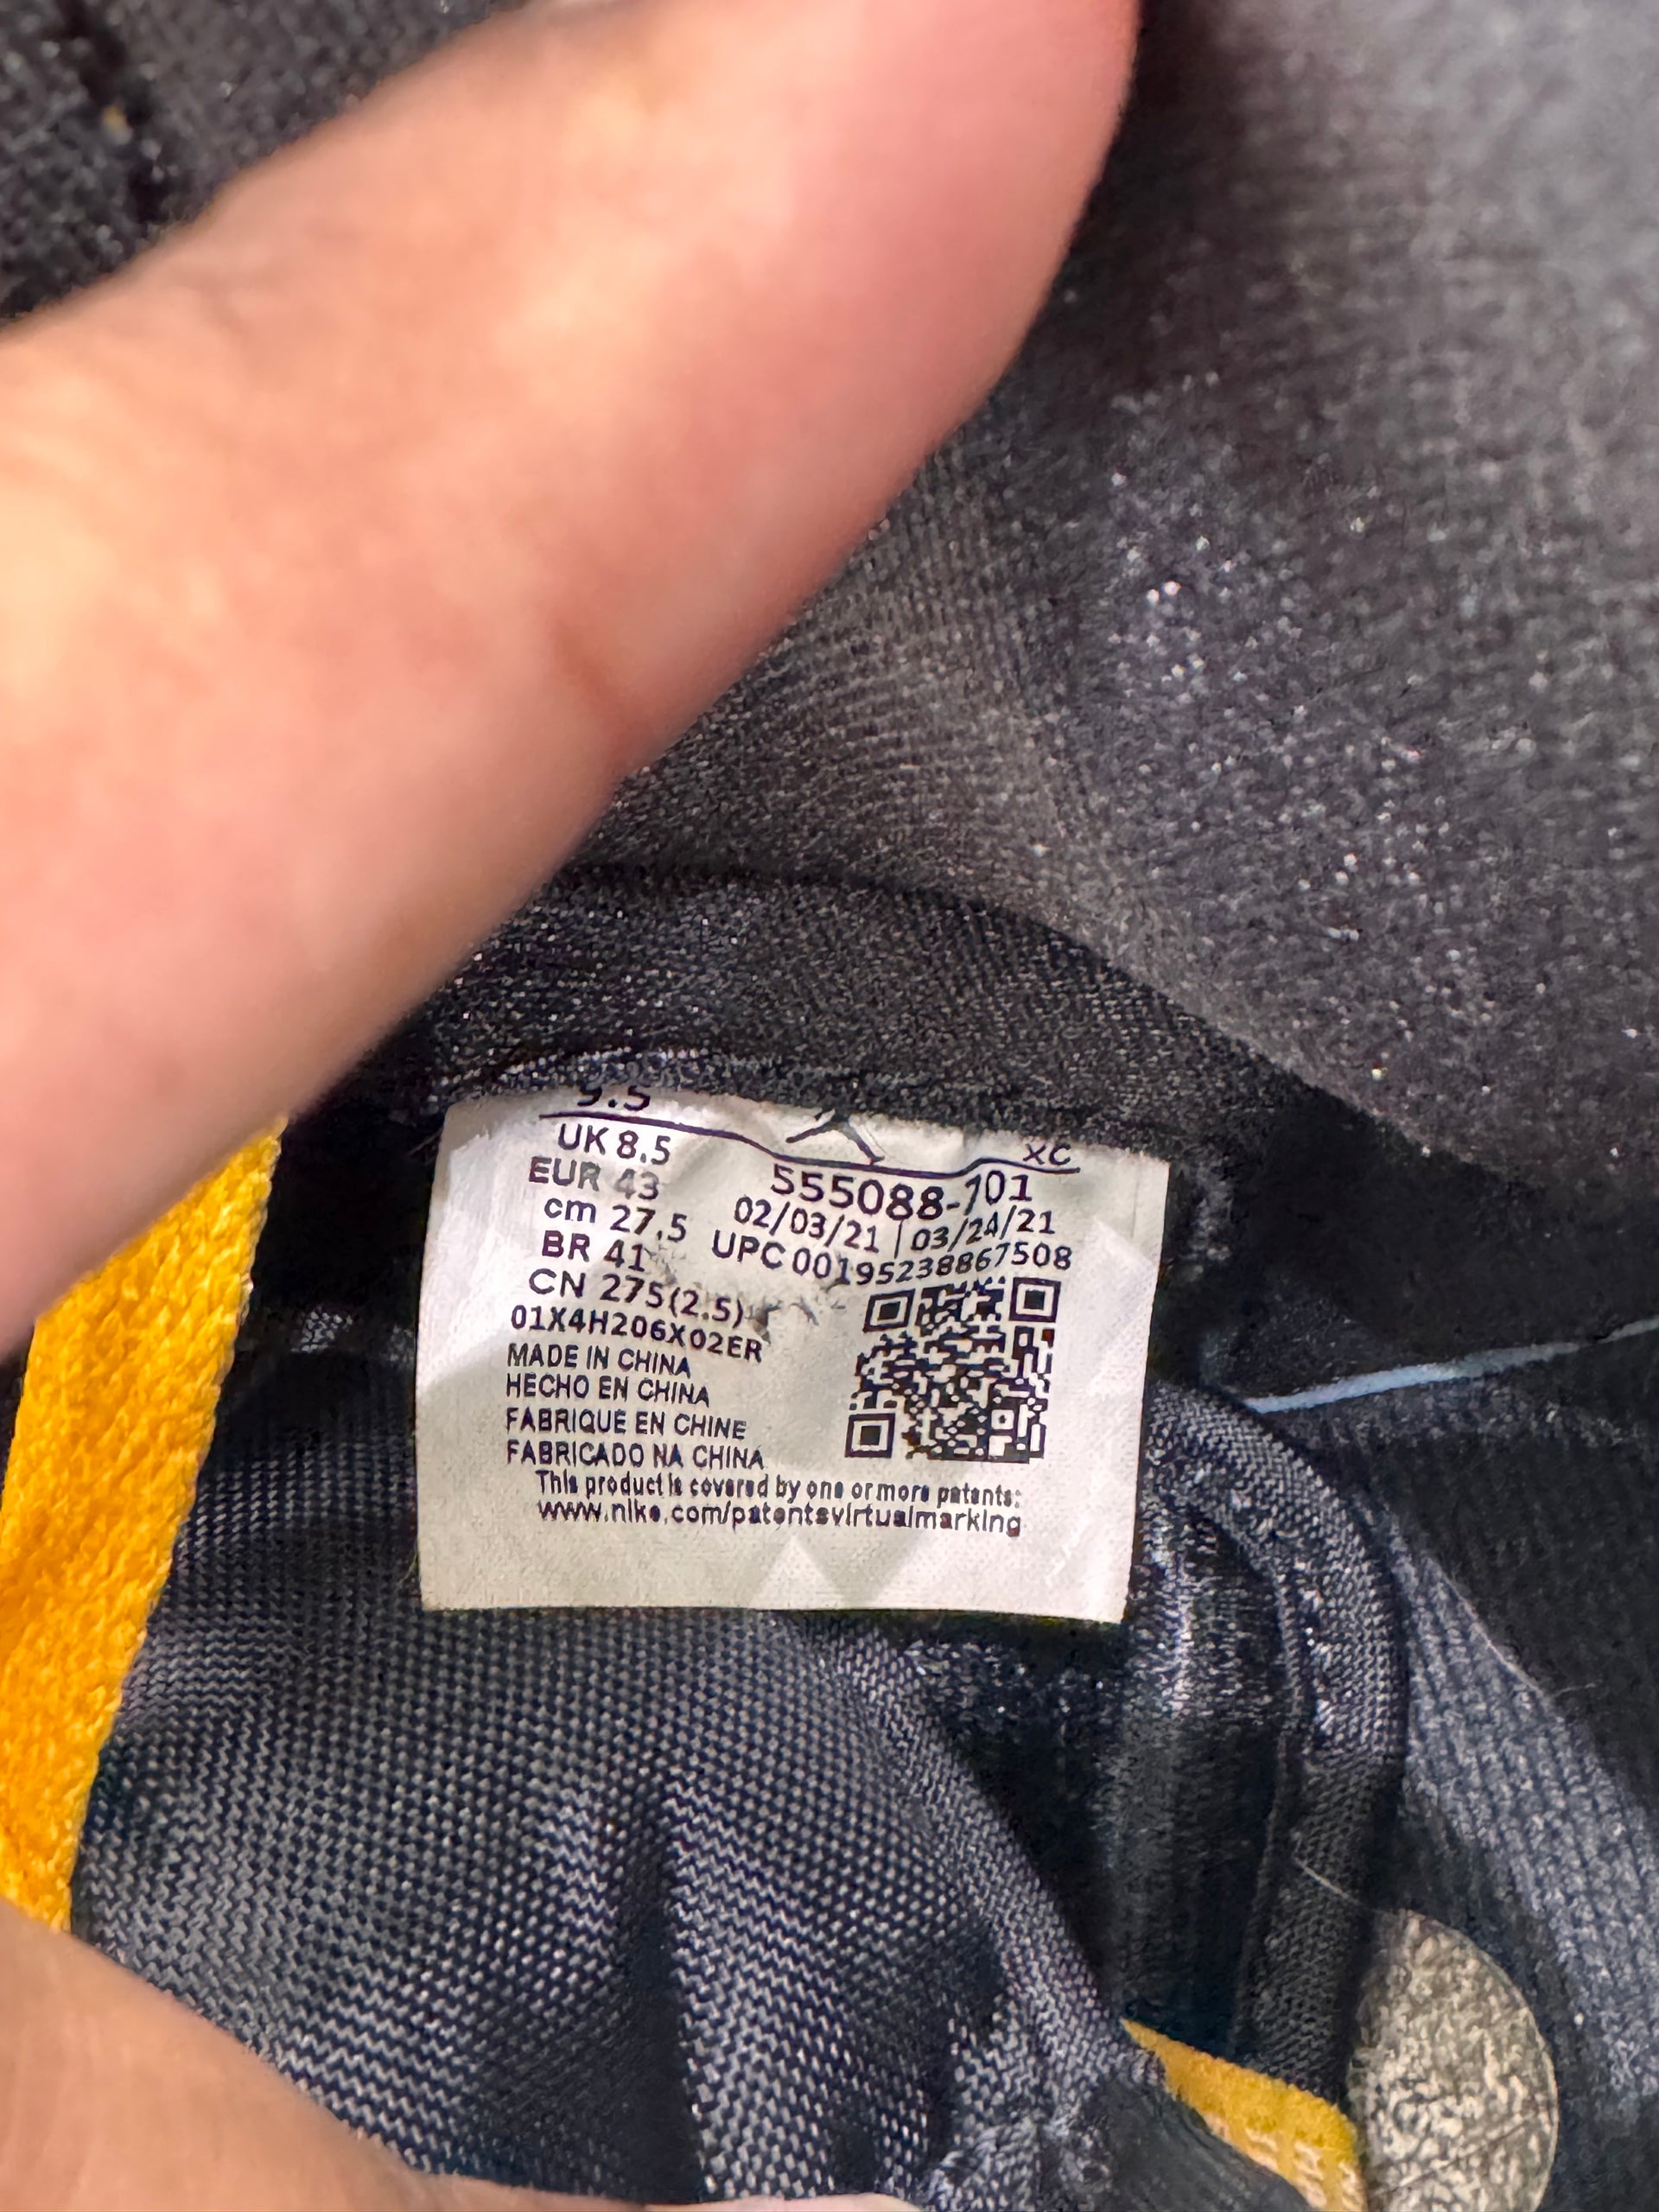 9.5
XC
UK 8.5
EUR 43
cm 27.5
BR 41
CN 275(2.5)
555088-701
02/03/21 | 03/24/21
UPC 00195238867508
01X4H206X02ER
MADE IN CHINA
HECHO EN CHINA
FABRIQUE EN CHINE
FABRICADO NA CHINA
This product is covered by one or more patents:
www.nike.com/patentsvirtualmarking